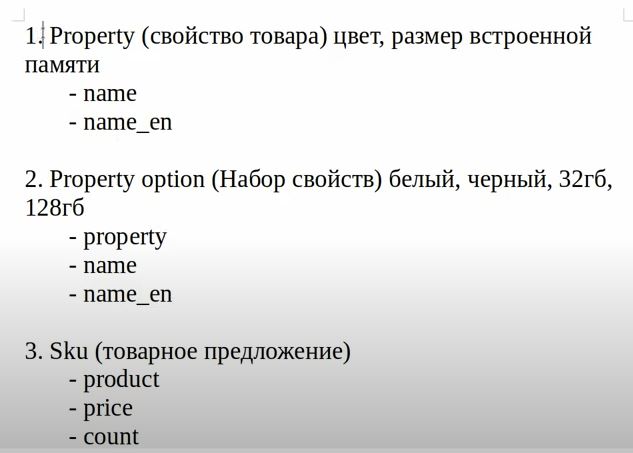 1. Property (свойство товара) цвет, размер встроенной
памяти
- name
- name_en
2. Property option (Набор свойств) белый, черный, 32гб,
128гб
- property
- name
- name_en
3. Sku (товарное предложение)
- product
- price
- count